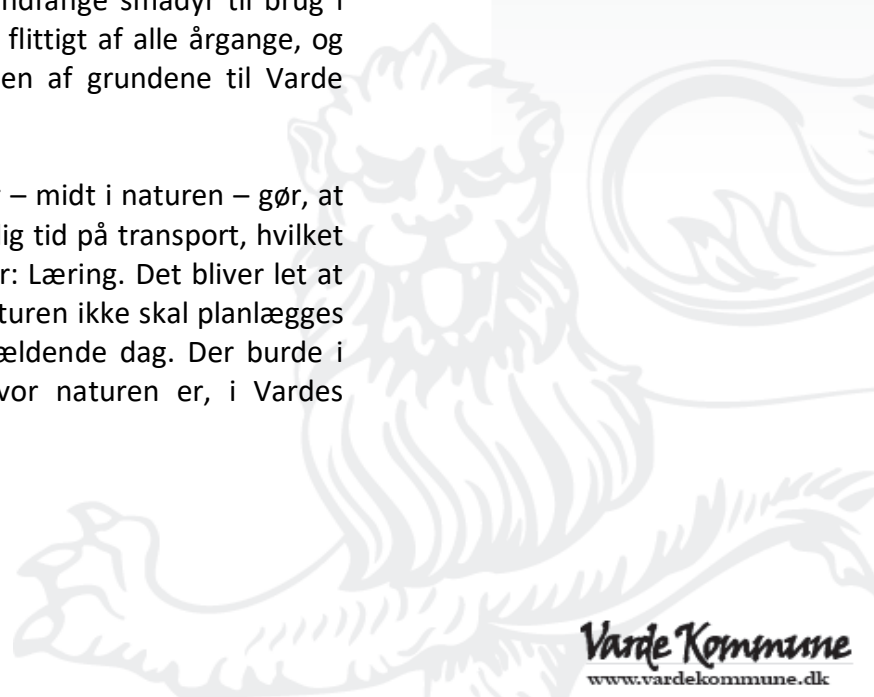 smådyr til brug i
flittigt af alle årgange, og
en af grundene til Varde
– midt i naturen – gør, at
ig tid på transport, hvilket
r: Læring. Det bliver let at
turen ikke skal planlægges
ældende dag. Der burde i
vor naturen er, i Vardes
Varde Kommune
www.vardekommune.dk